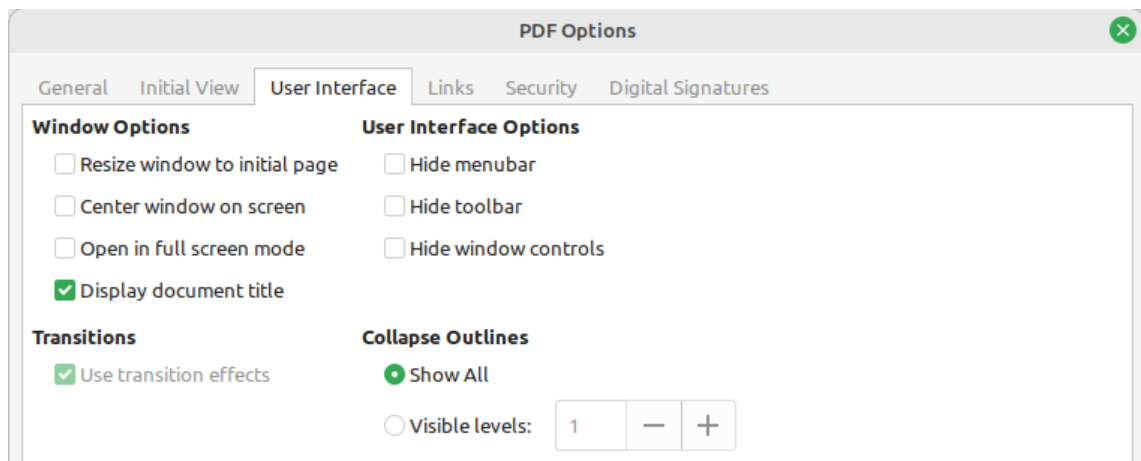 PDF Options
General Initial View User Interface Links Security Digital Signatures
Window Options
Resize window to initial page
Center window on screen
Open in full screen mode
Display document title
User Interface Options
Hide menubar
Hide toolbar
Hide window controls
Transitions
Use transition effects
Collapse Outlines
Show All
Visible levels: 1